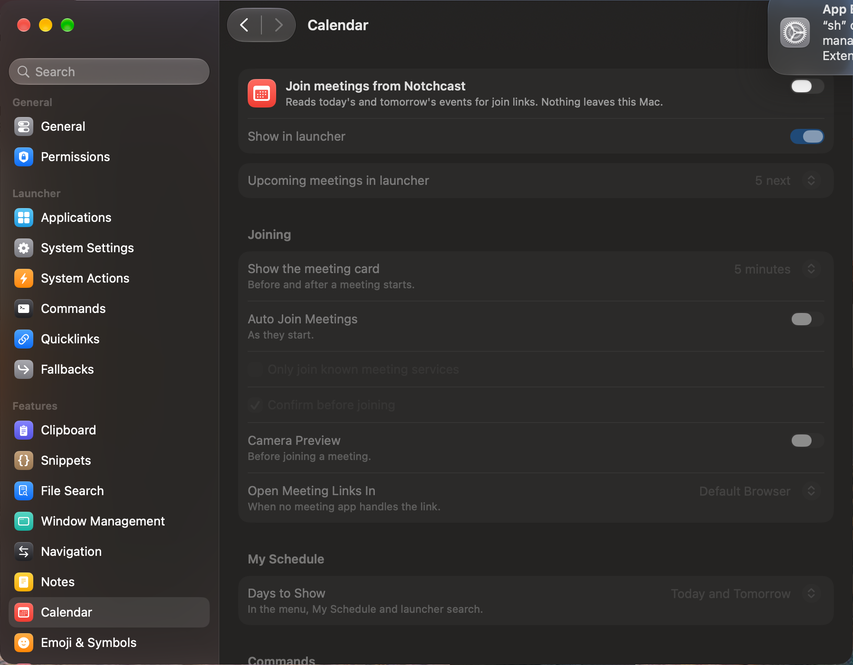 Calendar
App
"sh"
Search
General
General
Permissions
Launcher
Applications
System Settings
System Actions
Commands
Quicklinks
Fallbacks
Features
Clipboard
Snippets
File Search
Window Management
Navigation
Notes
Calendar
Emoji & Symbols
Join meetings from Notchcast
Reads today's and tomorrow's events for join links. Nothing leaves this Mac.
Show in launcher
Upcoming meetings in launcher
5 next
Joining
Show the meeting card
5 minutes
Before and after a meeting starts.
Auto Join Meetings
As they start.
Only join known meeting services
Confirm before joining
Camera Preview
Before joining a meeting.
Open Meeting Links In
Default Browser
When no meeting app handles the link.
My Schedule
Days to Show
Today and Tomorrow
In the menu, My Schedule and launcher search.
Commands